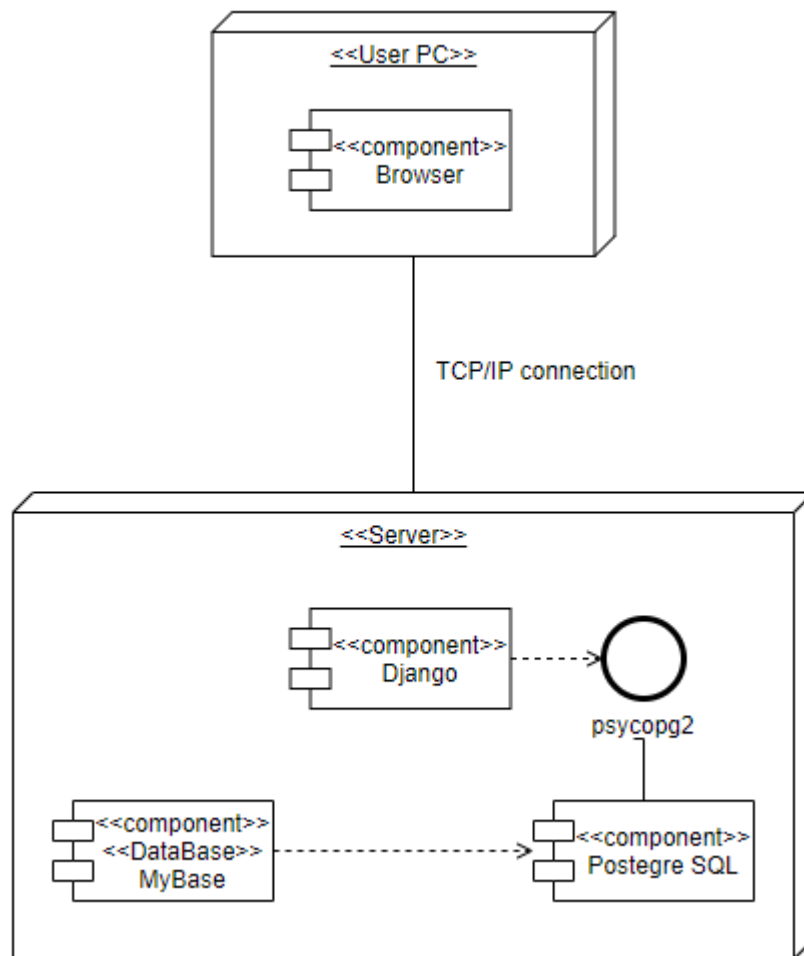 <<User PC>>
<<component>>
Browser
TCP/IP connection
<<Server>>
<<component>>
Django
psycopg2
<<component>>
<<DataBase>>
MyBase
<<component>>
Postegre SQL